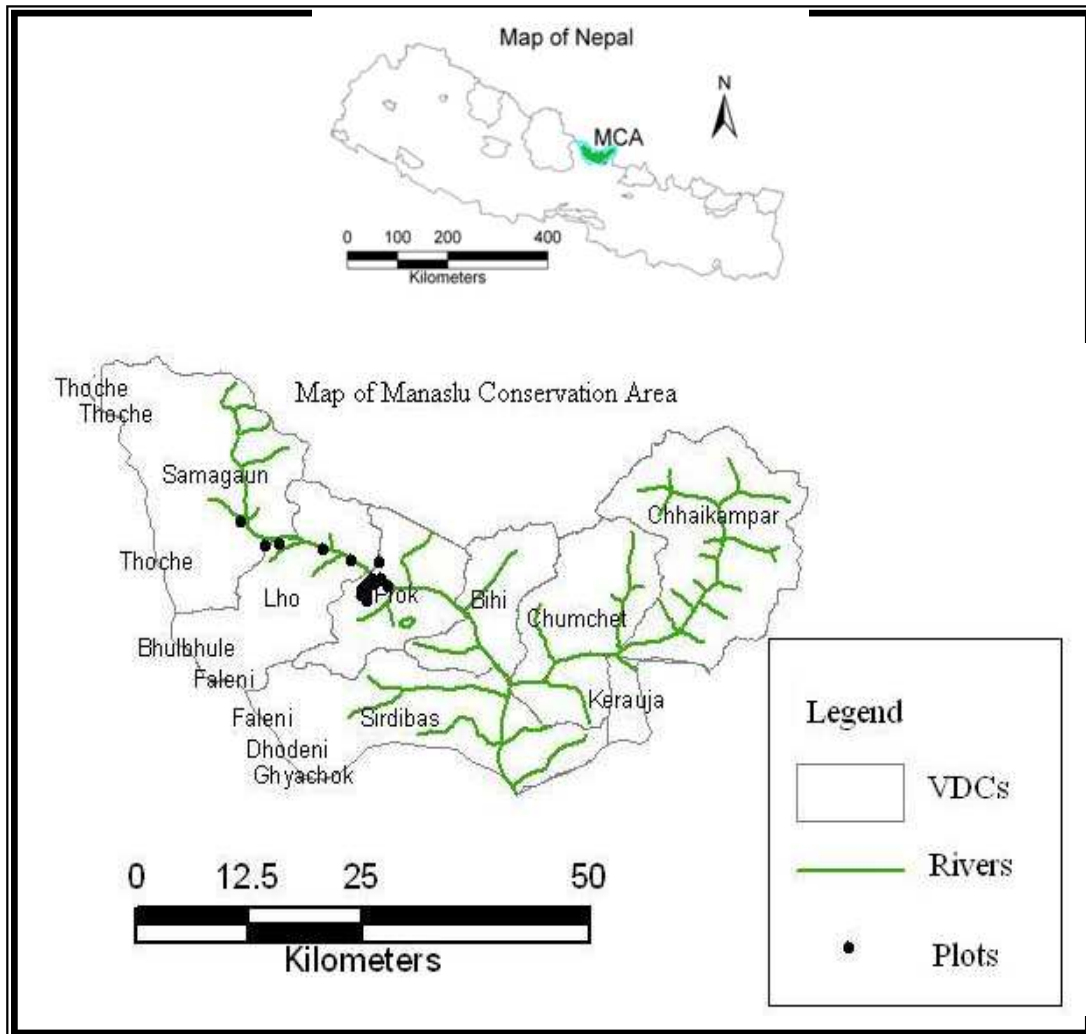 Map of Nepal
N
MCA
0 100 200 400
Kilometers
Map of Manaslu Conservation Area
Thoche
Thoche
Samagaun
Chhaikampar
Thoche
Lho
Prok
Bihi
Chumchet
Bhulbhule
Faleni
Kerauja
Faleni
Sirdibas
Dhodeni
Ghyachok
Legend
VDCs
Rivers
Plots
0 12.5 25 50
Kilometers